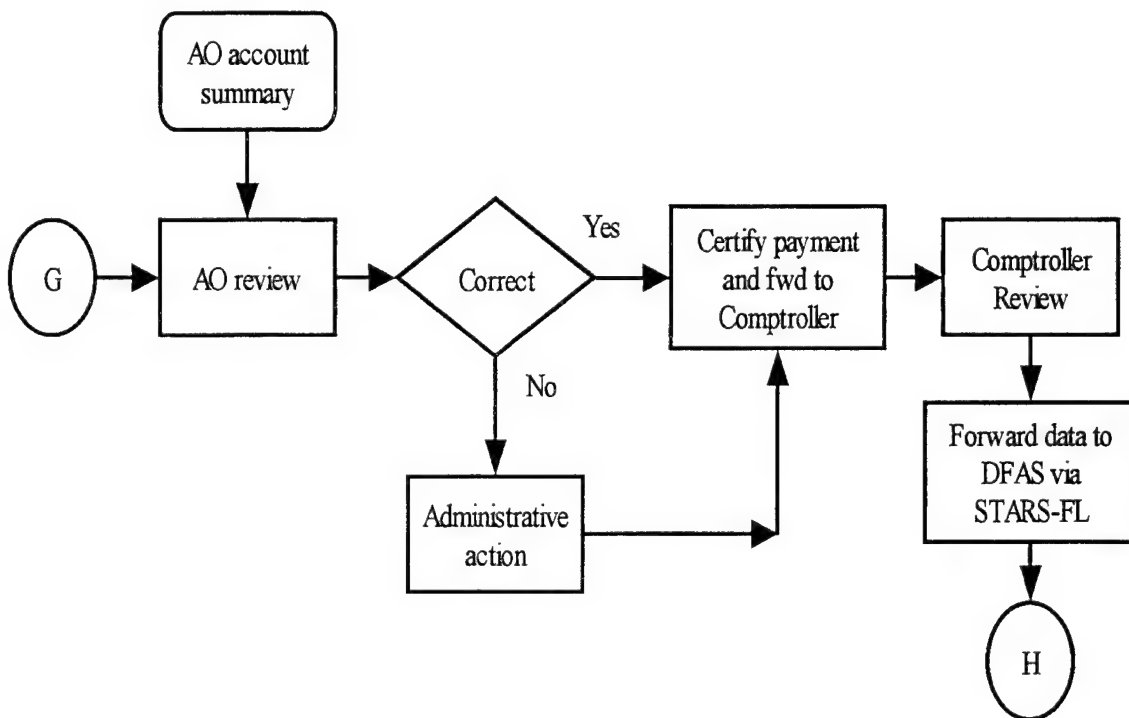 AO account
summary
G
AO review
Correct
Yes
No
Certify payment
and fwd to
Comptroller
Comptroller
Review
Administrative
action
Forward data to
DFAS via
STARS-FL
H